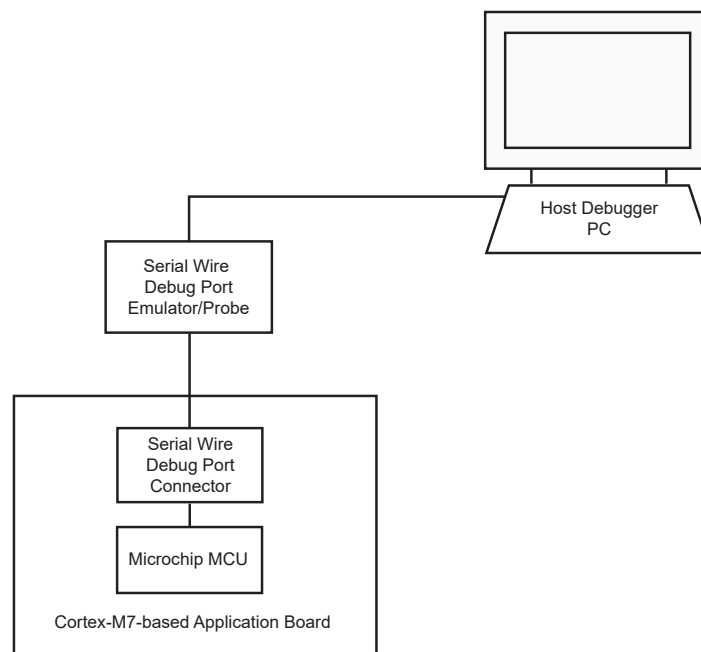 Host Debugger
PC
Serial Wire
Debug Port
Emulator/Probe
Serial Wire
Debug Port
Connector
Microchip MCU
Cortex-M7-based Application Board